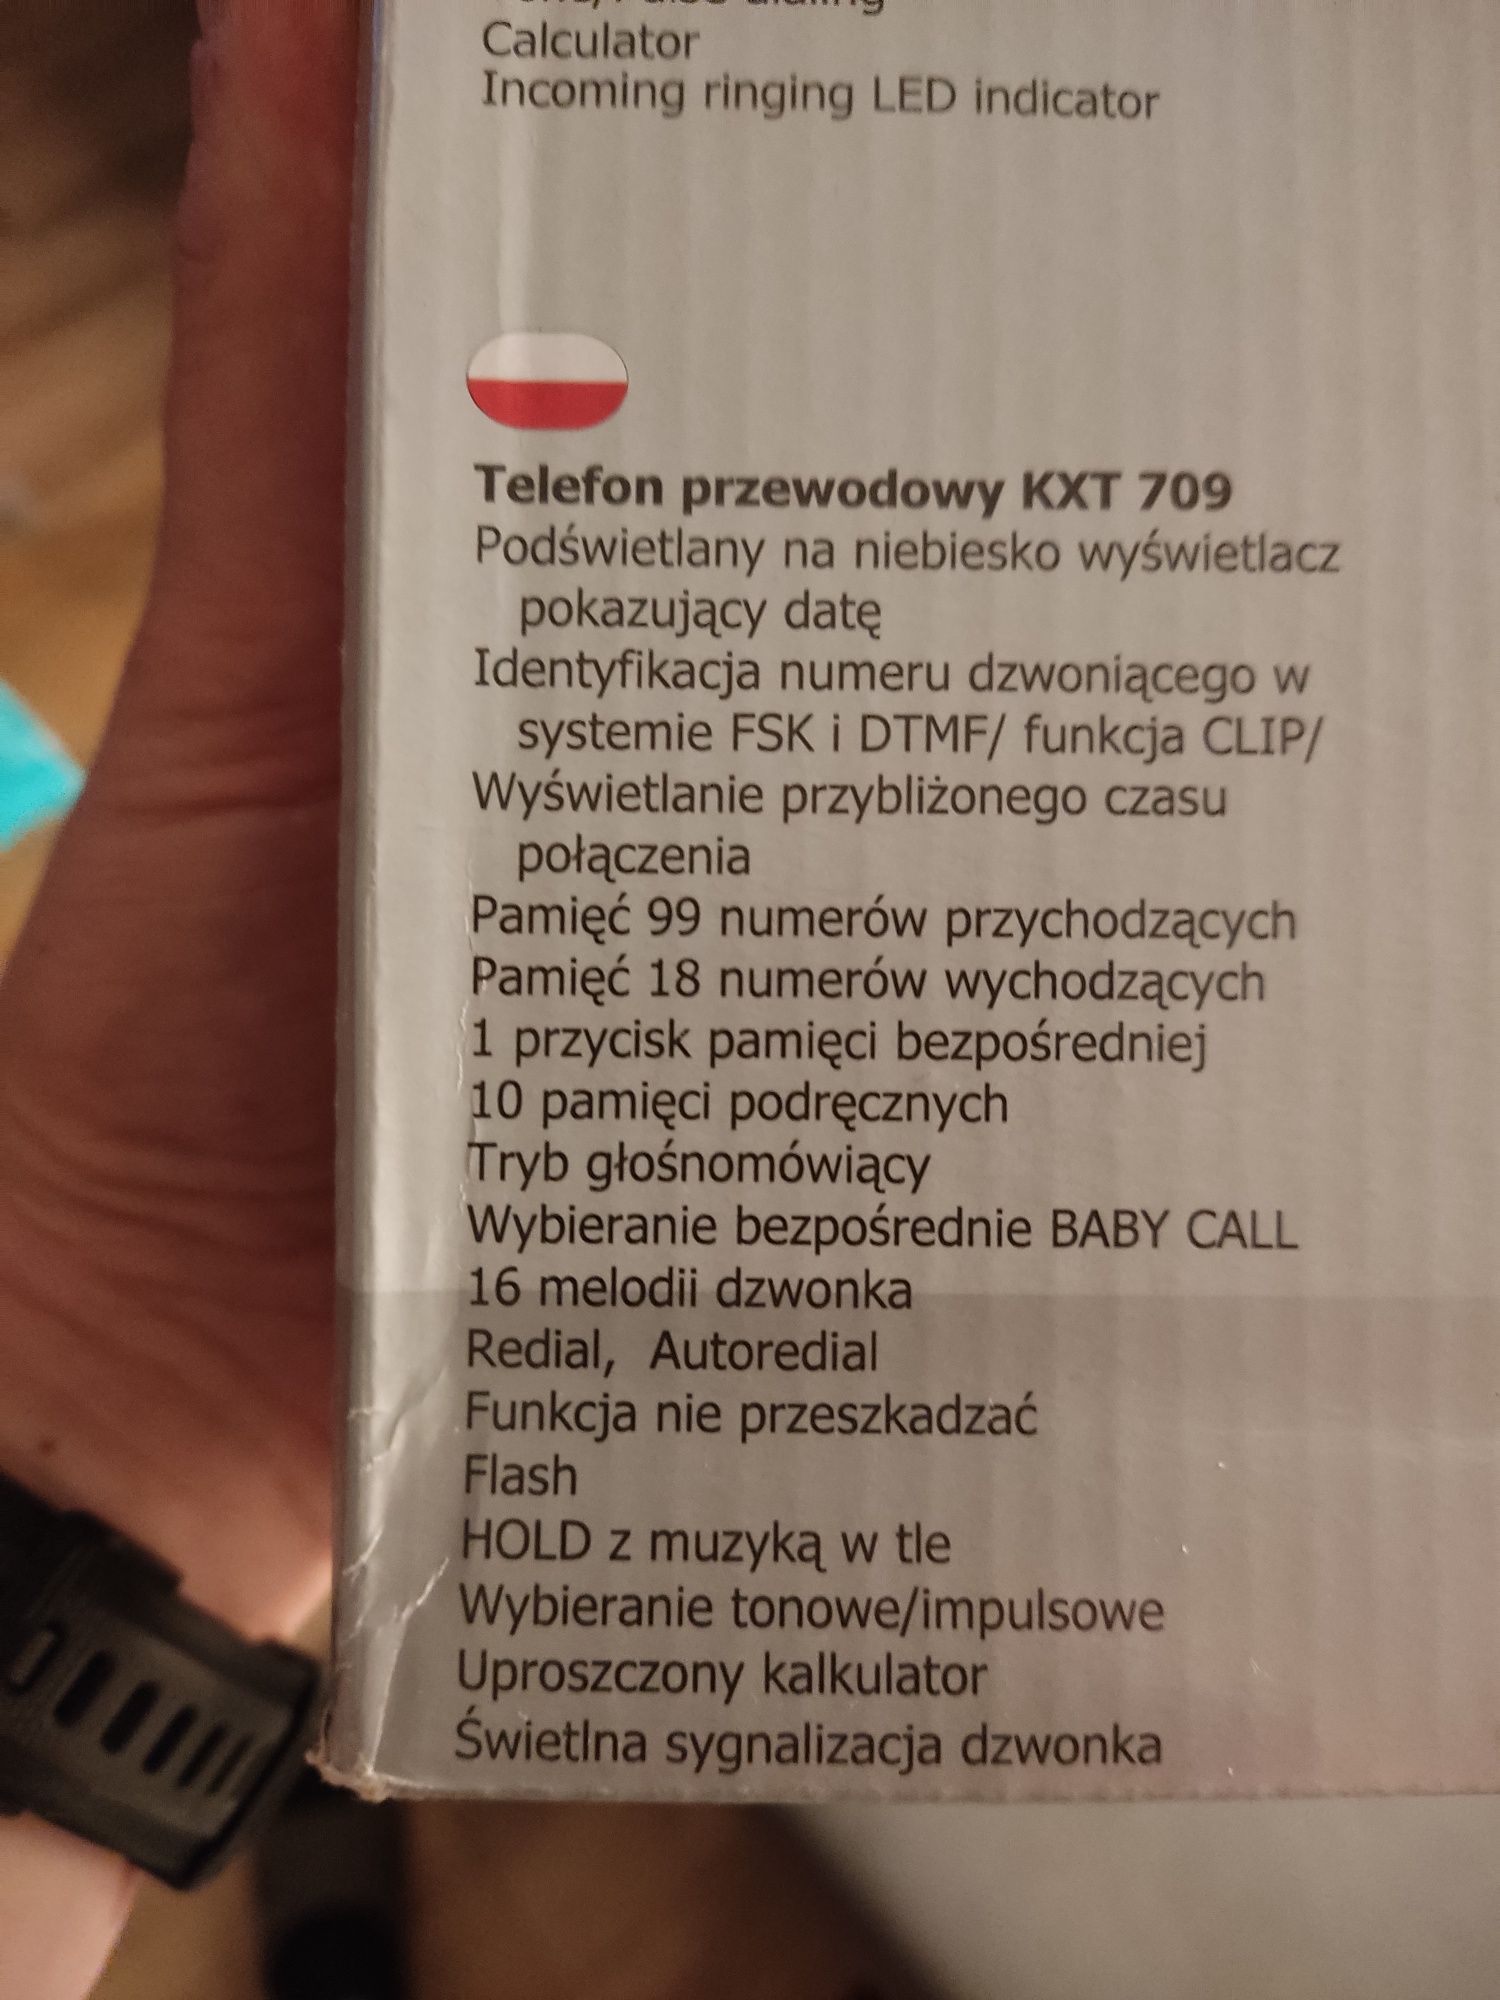 Tone/Pulse dialing
Calculator
Incoming ringing LED indicator
Telefon przewodowy KXT 709
Podświetlany na niebiesko wyświetlacz
pokazujący datę
Identyfikacja numeru dzwoniącego w
systemie FSK i DTMF/ funkcja CLIP/
Wyświetlanie przybliżonego czasu
połączenia
Pamięć 99 numerów przychodzących
Pamięć 18 numerów wychodzących
1 przycisk pamięci bezpośredniej
10 pamięci podręcznych
Tryb głośnomówiący
Wybieranie bezpośrednie BABY CALL
16 melodii dzwonka
Redial,  Autoredial
Funkcja nie przeszkadzać
Flash
HOLD z muzyką w tle
Wybieranie tonowe/impulsowe
Uproszczony kalkulator
Świetlna sygnalizacja dzwonka